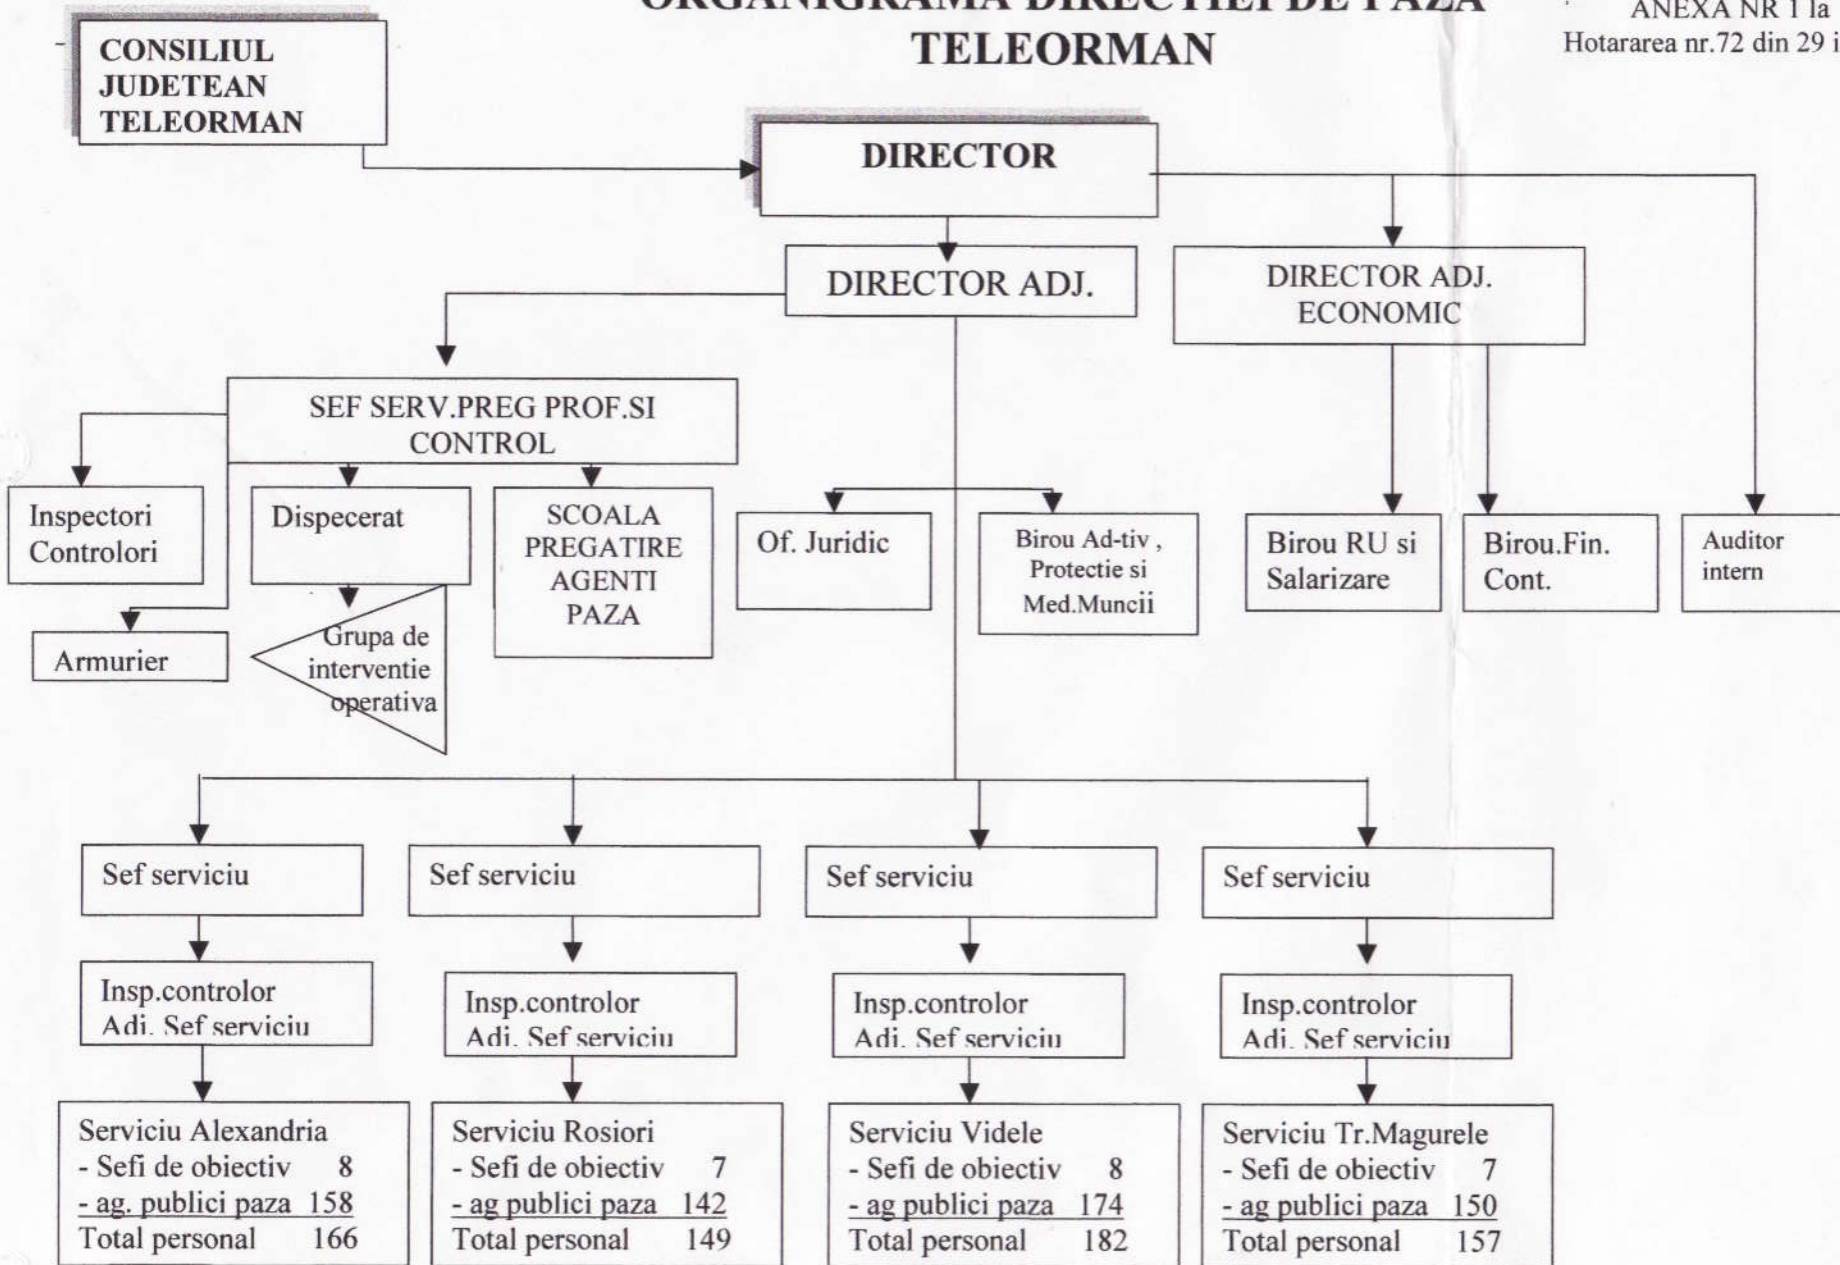 ORGANIGRAMA DIRECTIEI DE PAZA
TELEORMAN
ANEXA NR 1 la
Hotararea nr.72 din 29 i
CONSILIUL
JUDETEAN
TELEORMAN
DIRECTOR
DIRECTOR ADJ.
DIRECTOR ADJ.
ECONOMIC
SEF SERV.PREG PROF.SI
CONTROL
Inspectori
Controlori
Dispecerat
SCOALA
PREGATIRE
AGENTI
PAZA
Of. Juridic
Birou Ad-tiv ,
Protectie si
Med.Muncii
Birou RU si
Salarizare
Birou.Fin.
Cont.
Auditor
intern
Armurier
Grupa de
interventie
operativa
Sef serviciu
Sef serviciu
Sef serviciu
Sef serviciu
Insp.controlor
Adj. Sef serviciu
Insp.controlor
Adj. Sef serviciu
Insp.controlor
Adj. Sef serviciu
Insp.controlor
Adj. Sef serviciu
Serviciu Alexandria
- Sefi de obiectiv 8
- ag. publici paza 158
Total personal 166
Serviciu Rosiori
- Sefi de obiectiv 7
- ag publici paza 142
Total personal 149
Serviciu Videle
- Sefi de obiectiv 8
- ag publici paza 174
Total personal 182
Serviciu Tr.Magurele
- Sefi de obiectiv 7
- ag publici paza 150
Total personal 157